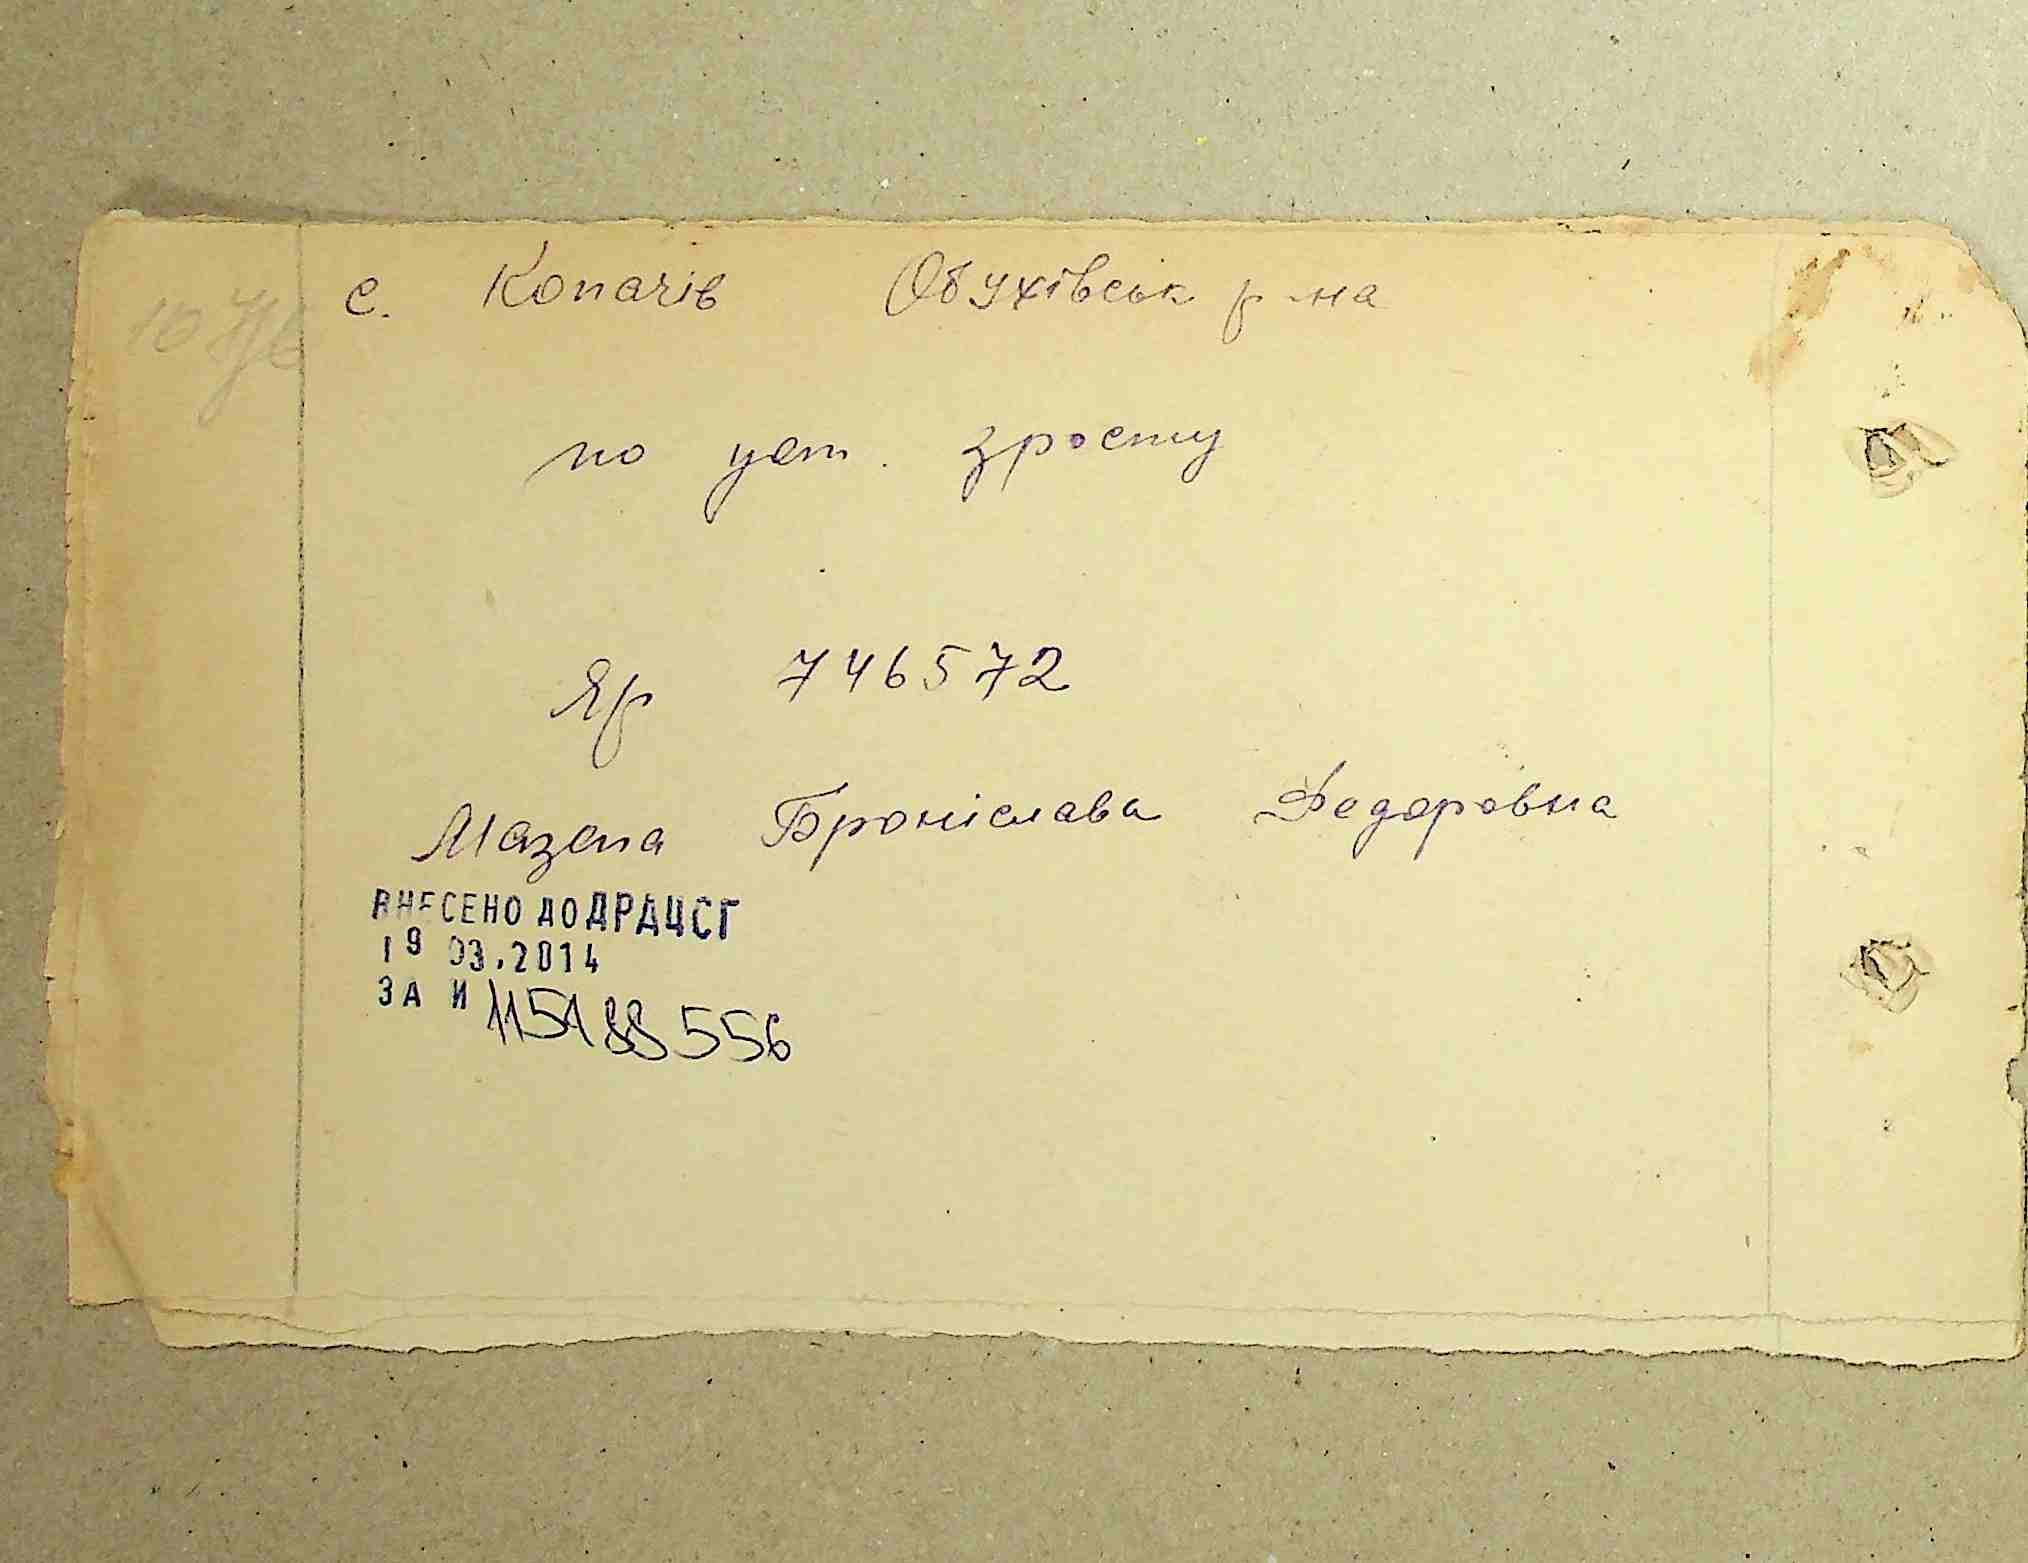 с. Копачів Обухівськ р-на
по уст. зросту
Яр 746572
Мазепа Броніслава Федоровна
ВНЕСЕНО ДО ДРАЦСГ
19 03.2014
ЗА И 115188556